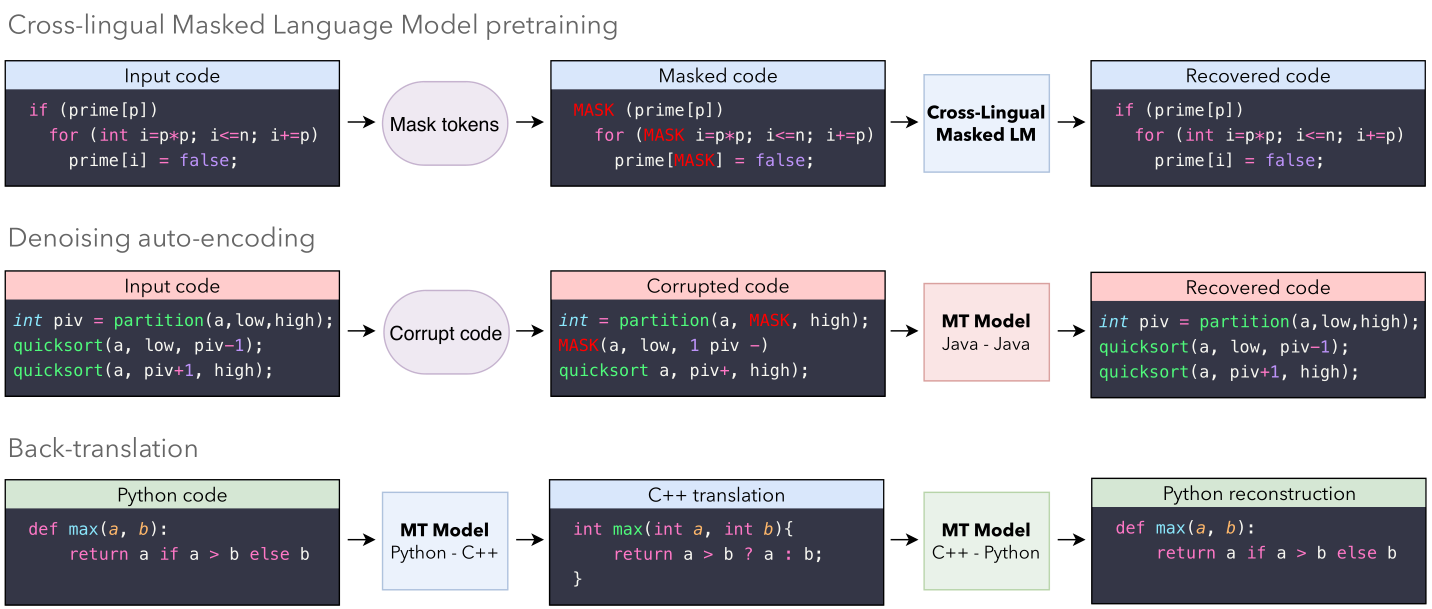 Cross-lingual Masked Language Model pretraining
Input code
if (prime[p])
for (int i=p*p; i<=n; i+=p)
prime[i] = false;
Mask tokens
Masked code
MASK (prime[p])
for (MASK i=p*p; i<=n; i+=p)
prime[MASK] = false;
Cross-Lingual
Masked LM
Recovered code
if (prime[p])
for (int i=p*p; i<=n; i+=p)
prime[i] = false;
Denoising auto-encoding
Input code
int piv = partition(a,low,high);
quicksort(a, low, piv-1);
quicksort(a, piv+1, high);
Corrupt code
Corrupted code
int = partition(a, MASK, high);
MASK(a, low, 1 piv -)
quicksort a, piv+, high);
MT Model
Java - Java
Recovered code
int piv = partition(a,low,high);
quicksort(a, low, piv-1);
quicksort(a, piv+1, high);
Back-translation
Python code
def max(a, b):
return a if a > b else b
MT Model
Python - C++
C++ translation
int max(int a, int b){
return a > b ? a : b;
}
MT Model
C++ - Python
Python reconstruction
def max(a, b):
return a if a > b else b